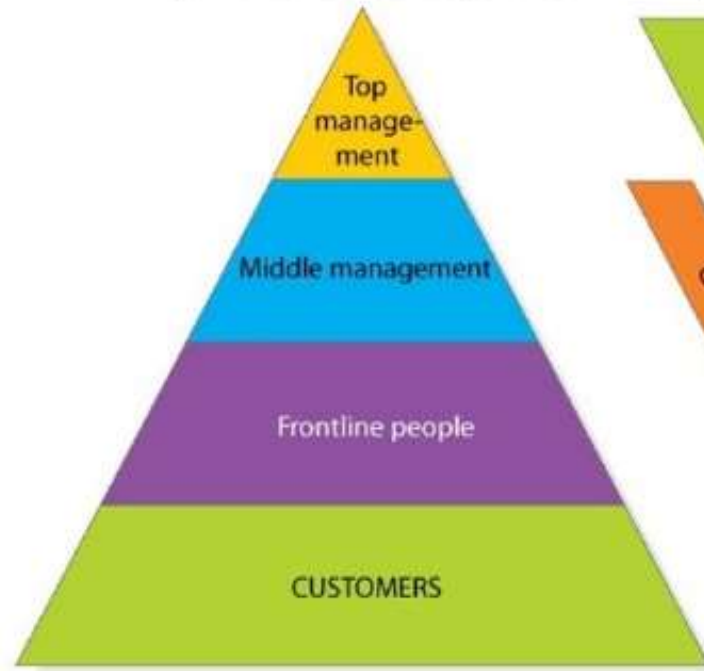 Top
manage-
ment
Middle management
Frontline people
CUSTOMERS